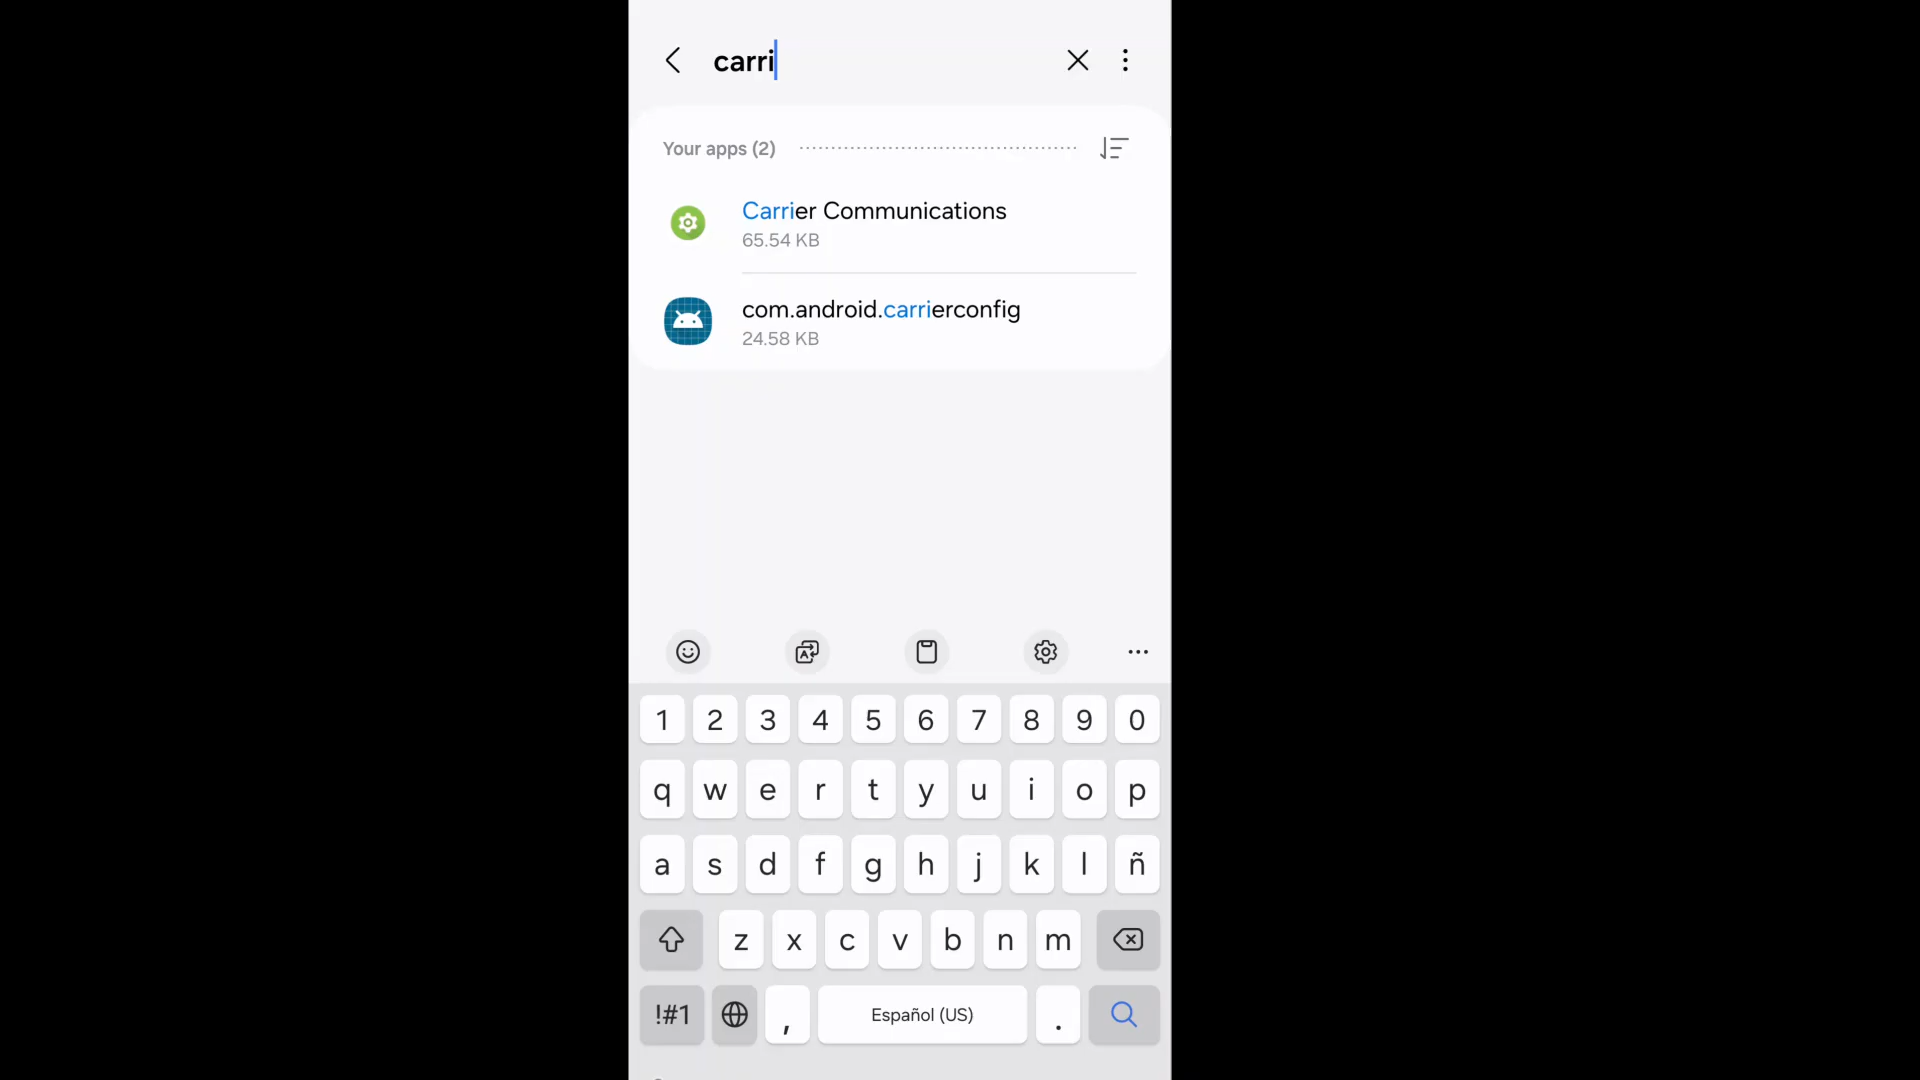 carri
Your apps (2)
Carrier Communications
65.54 KB
com.android.carrierconfig
24.58 KB
1 2 3 4 5 6 7 8 9 0
q w e r t y u i o p
a s d f g h j k l ñ
z x c v b n m
!#1 , Español (US) .